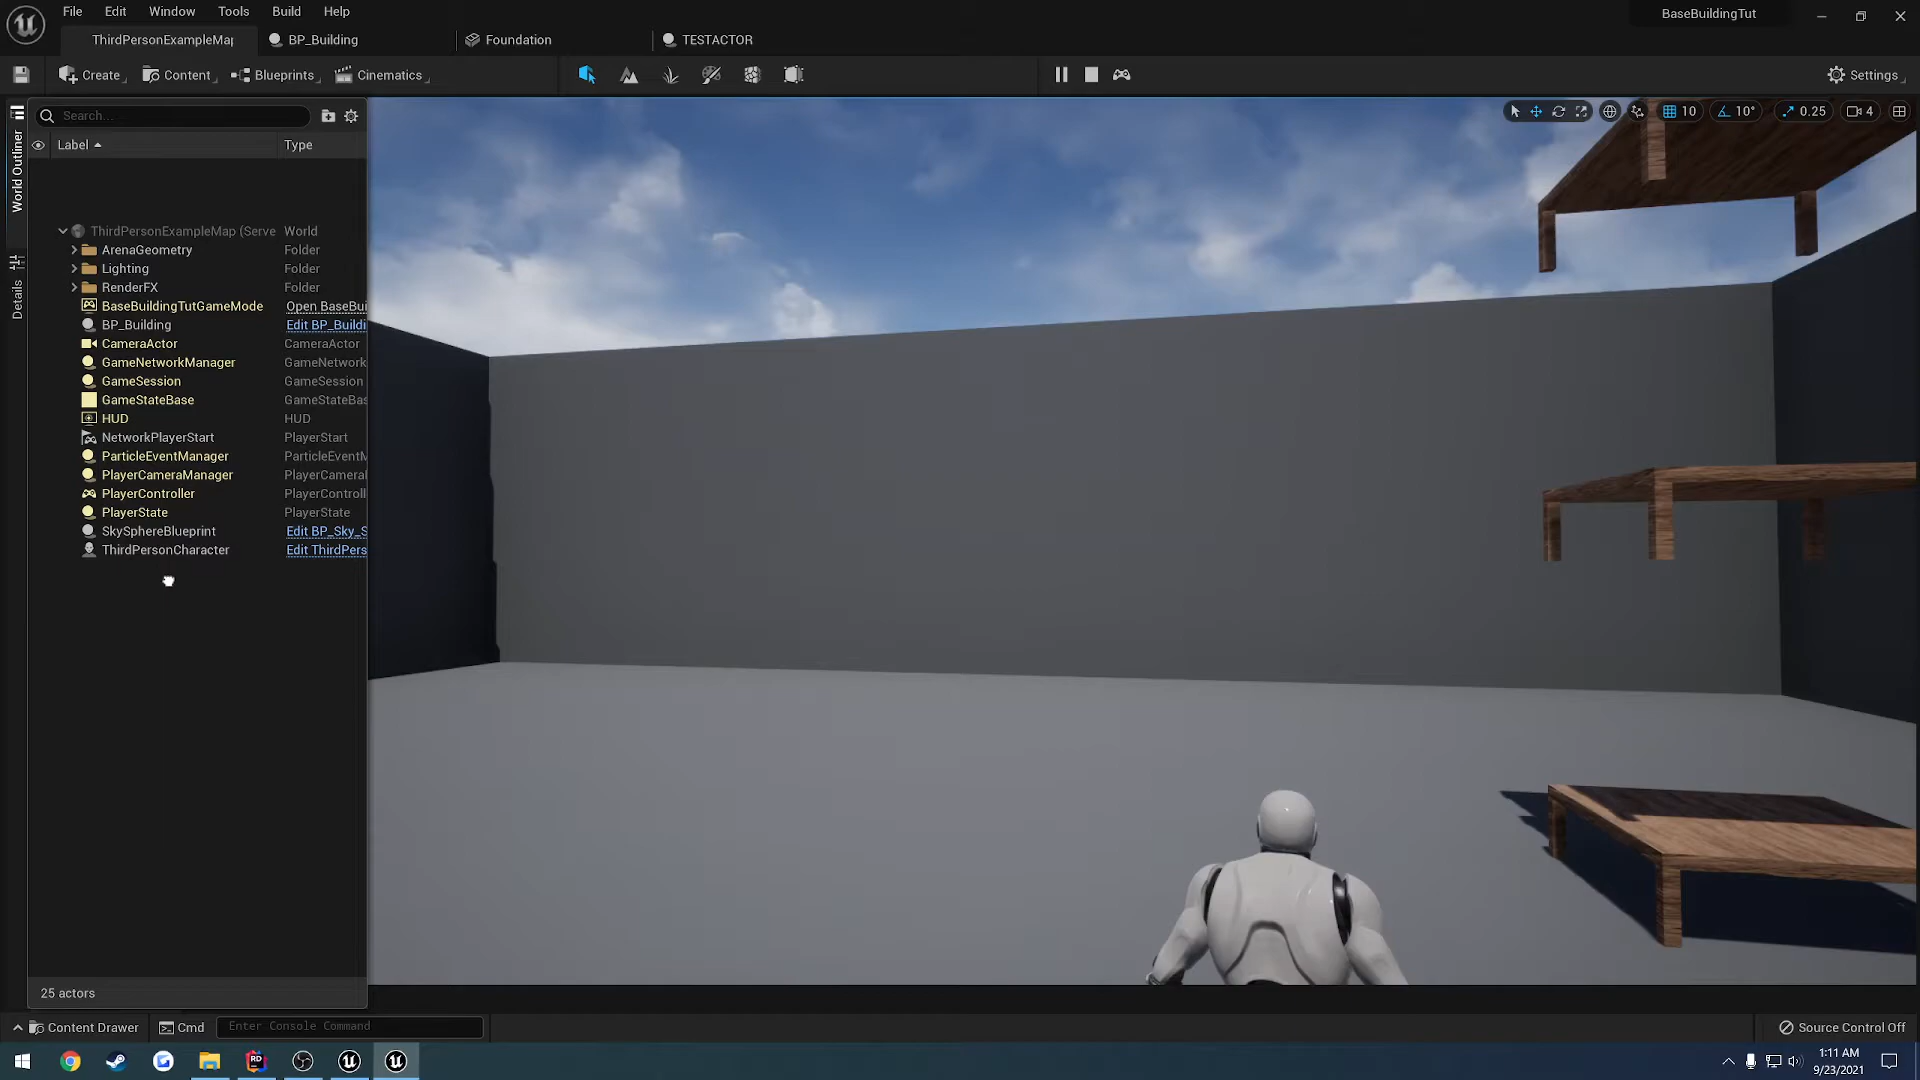 File Edit Window Tools Build Help
BaseBuildingTut
ThirdPersonExampleMap
BP_Building
Foundation
TESTACTOR
Create
Content
Blueprints
Cinematics
Settings
Search...
10
10°
0.25
4
World Outliner
Details
Label Type
ThirdPersonExampleMap (Serve World
ArenaGeometry Folder
Lighting Folder
RenderFX Folder
BaseBuildingTutGameMode Open BaseBui
BP_Building Edit BP_Buildi
CameraActor CameraActor
GameNetworkManager GameNetwork
GameSession GameSession
GameStateBase GameStateBas
HUD HUD
NetworkPlayerStart PlayerStart
ParticleEventManager ParticleEventM
PlayerCameraManager PlayerCameral
PlayerController PlayerControll
PlayerState PlayerState
SkySphereBlueprint Edit BP_Sky_S
ThirdPersonCharacter Edit ThirdPers
25 actors
Content Drawer
Cmd
Enter Console Command
Source Control Off
RD
1:11 AM
9/23/2021